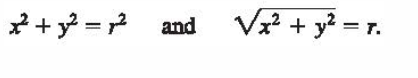 x² + y² = r² and √(x² + y²) = r.